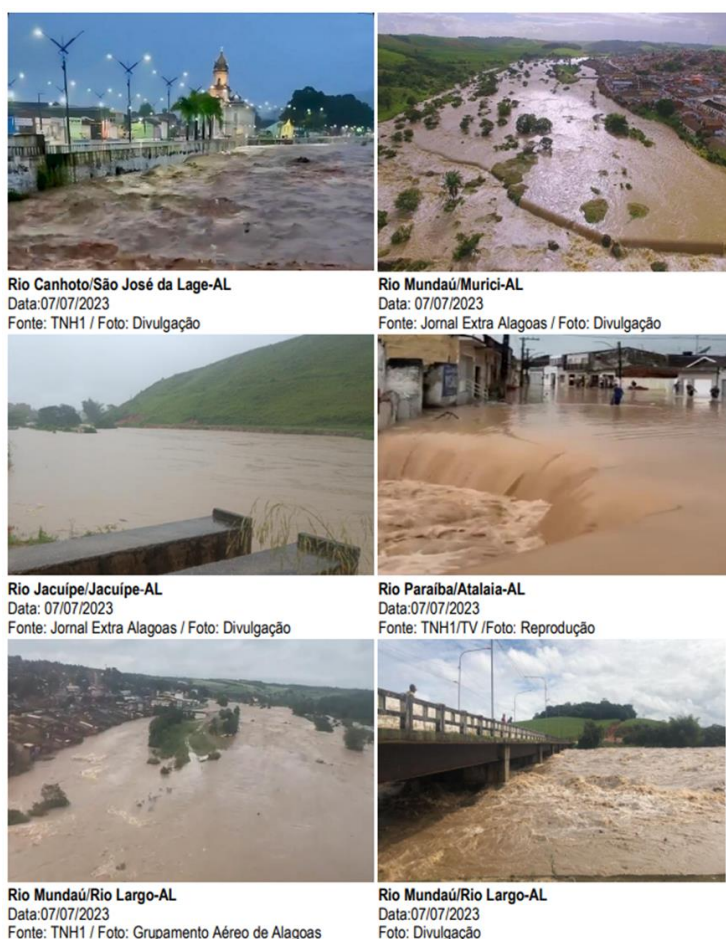 Rio Canhoto/São José da Lage-AL
Data:07/07/2023
Fonte: TNH1 / Foto: Divulgação
Rio Mundaú/Murici-AL
Data: 07/07/2023
Fonte: Jornal Extra Alagoas / Foto: Divulgação
Rio Jacuípe/Jacuípe-AL
Data: 07/07/2023
Fonte: Jornal Extra Alagoas / Foto: Divulgação
Rio Paraíba/Atalaia-AL
Data:07/07/2023
Fonte: TNH1/TV /Foto: Reprodução
Rio Mundaú/Rio Largo-AL
Data:07/07/2023
Fonte: TNH1 / Foto: Grupamento Aéreo de Alagoas
Rio Mundaú/Rio Largo-AL
Data:07/07/2023
Foto: Divulgação